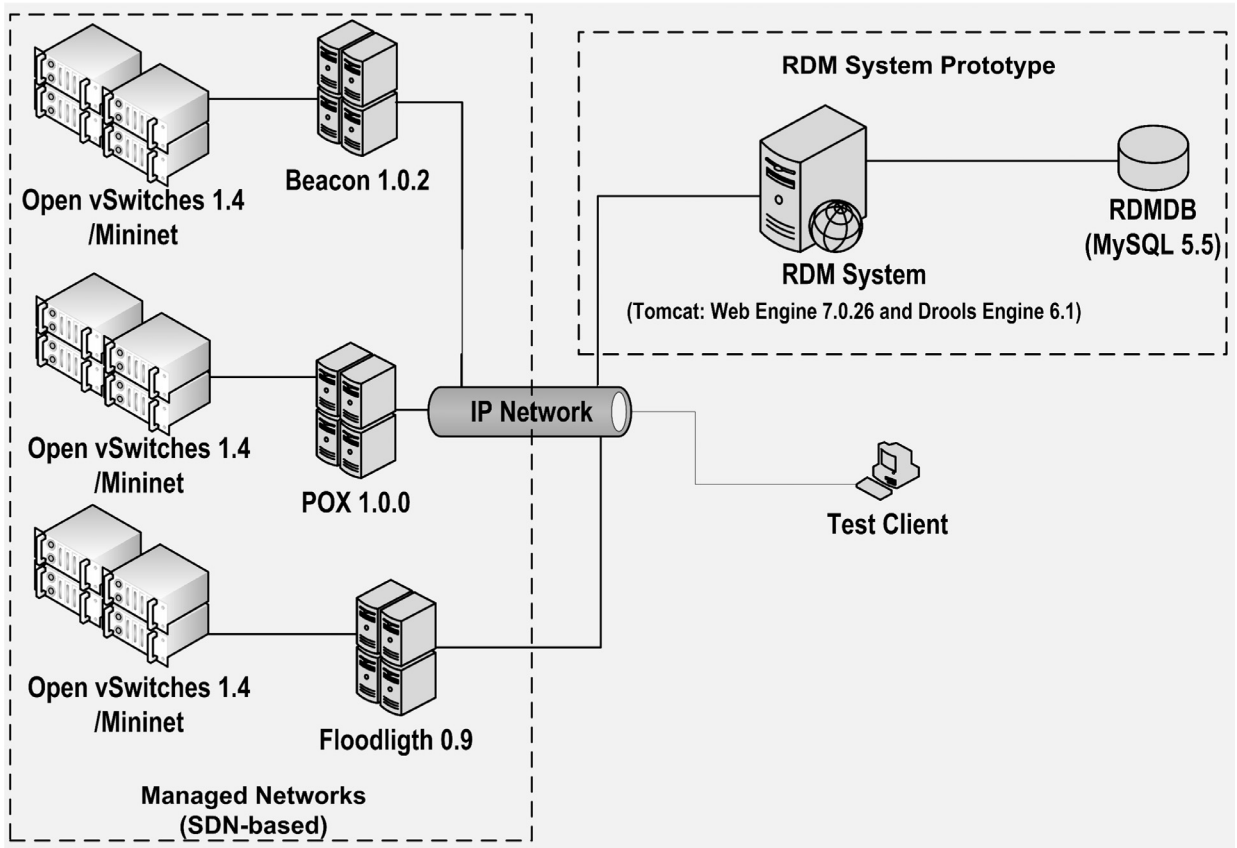 Open vSwitches 1.4
/Mininet
Beacon 1.0.2
Open vSwitches 1.4
/Mininet
POX 1.0.0
Open vSwitches 1.4
/Mininet
Floodligth 0.9
Managed Networks
(SDN-based)
IP Network
RDM System Prototype
RDM System
(Tomcat: Web Engine 7.0.26 and Drools Engine 6.1)
RDMDB
(MySQL 5.5)
Test Client